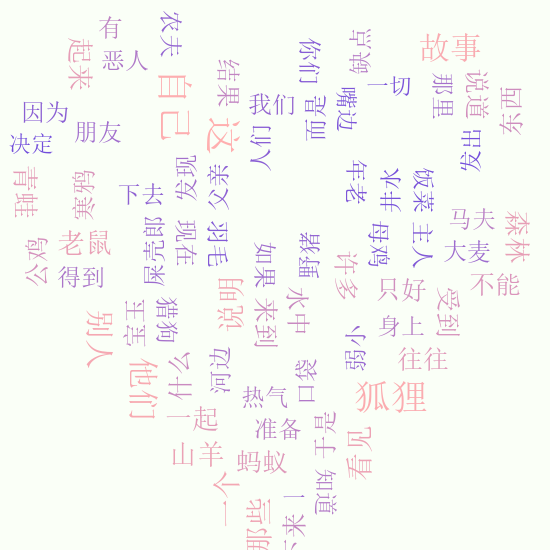 有
恶人
农夫
起来
自己
结果
这
你们
缺点
故事
一切
那里
说道
东西
因为
决定
朋友
我们
而是
嘴边
人们
发出
青蛙
寒鸦
下去
发现
父亲
年老
井水
饭菜
公鸡
老鼠
得到
屎壳郎
现在
羽毛
如果
野猪
母鸡
主人
马夫
大麦
森林
不能
许多
只好
受到
别人
玉宝
猎狗
说明
来到
水中
身上
弱小
往往
他们
什么
河边
口袋
热气
狐狸
一起
准备
山羊
蚂蚁
于是
看见
一个
知道
那些